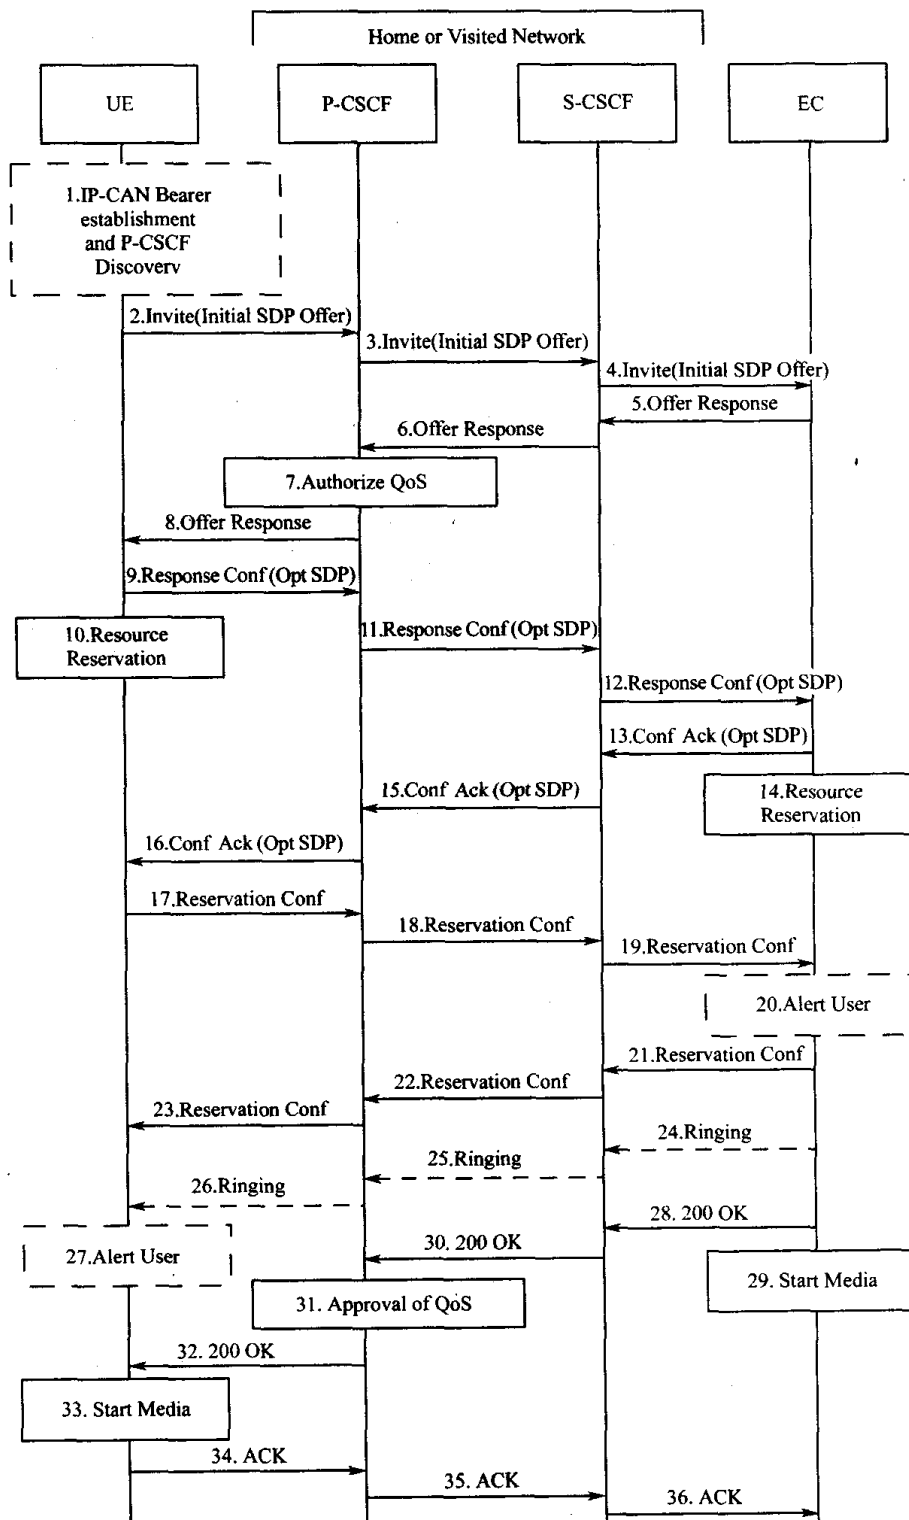 Home or Visited Network
UE
P-CSCF
S-CSCF
EC
1.IP-CAN Bearer
establishment
and P-CSCF
Discovery
2.Invite(Initial SDP Offer)
3.Invite(Initial SDP Offer)
4.Invite(Initial SDP Offer)
5.Offer Response
6.Offer Response
7.Authorize QoS
8.Offer Response
9.Response Conf (Opt SDP)
10.Resource
Reservation
11.Response Conf (Opt SDP)
12.Response Conf (Opt SDP)
13.Conf Ack (Opt SDP)
14.Resource
Reservation
15.Conf Ack (Opt SDP)
16.Conf Ack (Opt SDP)
17.Reservation Conf
18.Reservation Conf
19.Reservation Conf
20.Alert User
21.Reservation Conf
22.Reservation Conf
23.Reservation Conf
24.Ringing
25.Ringing
26.Ringing
27.Alert User
28. 200 OK
29. Start Media
30. 200 OK
31. Approval of QoS
32. 200 OK
33. Start Media
34. ACK
35. ACK
36. ACK